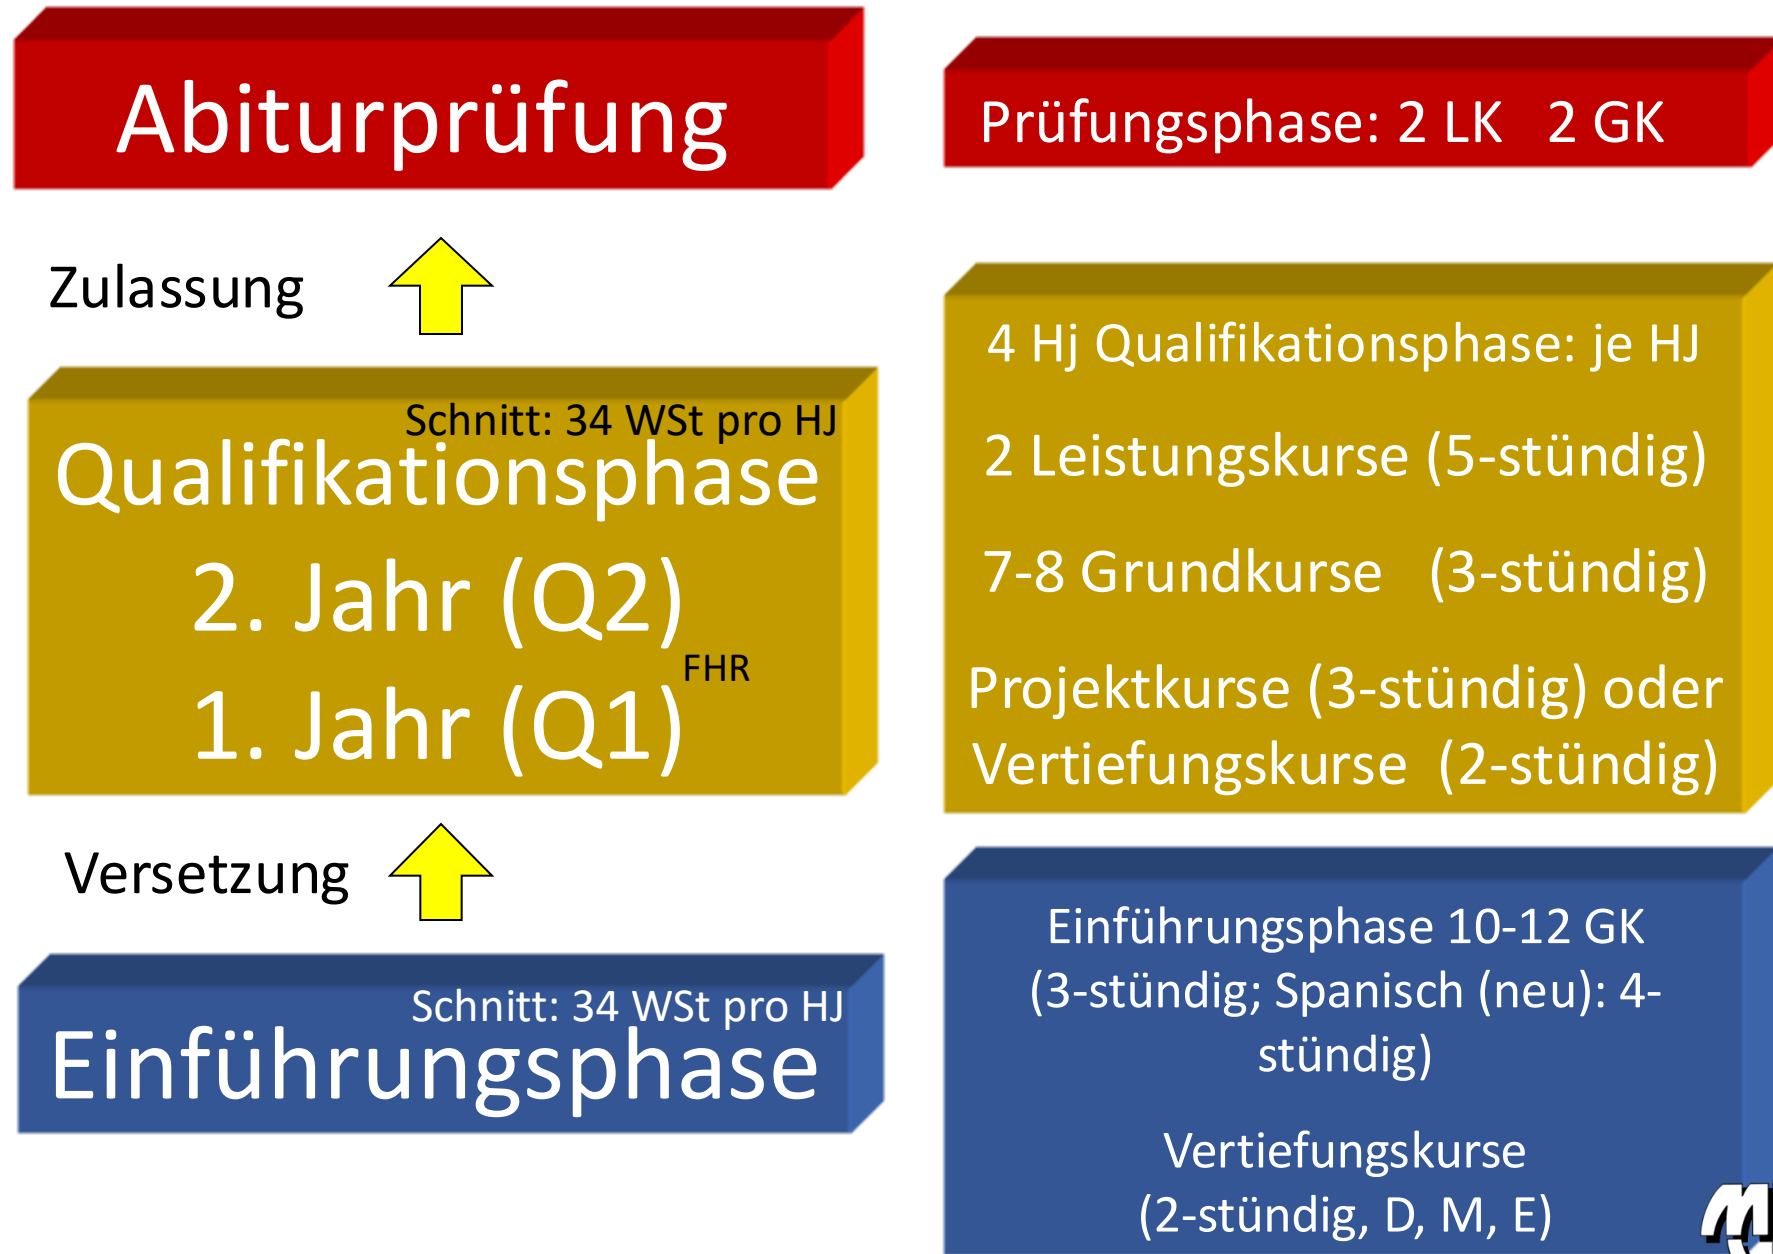 Abiturprüfung
Zulassung
Schnitt: 34 WSt pro HJ
Qualifikationsphase
2. Jahr (Q2)
FHR
1. Jahr (Q1)
Versetzung
Schnitt: 34 WSt pro HJ
Einführungsphase
Prüfungsphase: 2 LK 2 GK
4 Hj Qualifikationsphase: je HJ
2 Leistungskurse (5-stündig)
7-8 Grundkurse (3-stündig)
Projektkurse (3-stündig) oder
Vertiefungskurse (2-stündig)
Einführungsphase 10-12 GK
(3-stündig; Spanisch (neu): 4-
stündig)
Vertiefungskurse
(2-stündig, D, M, E)